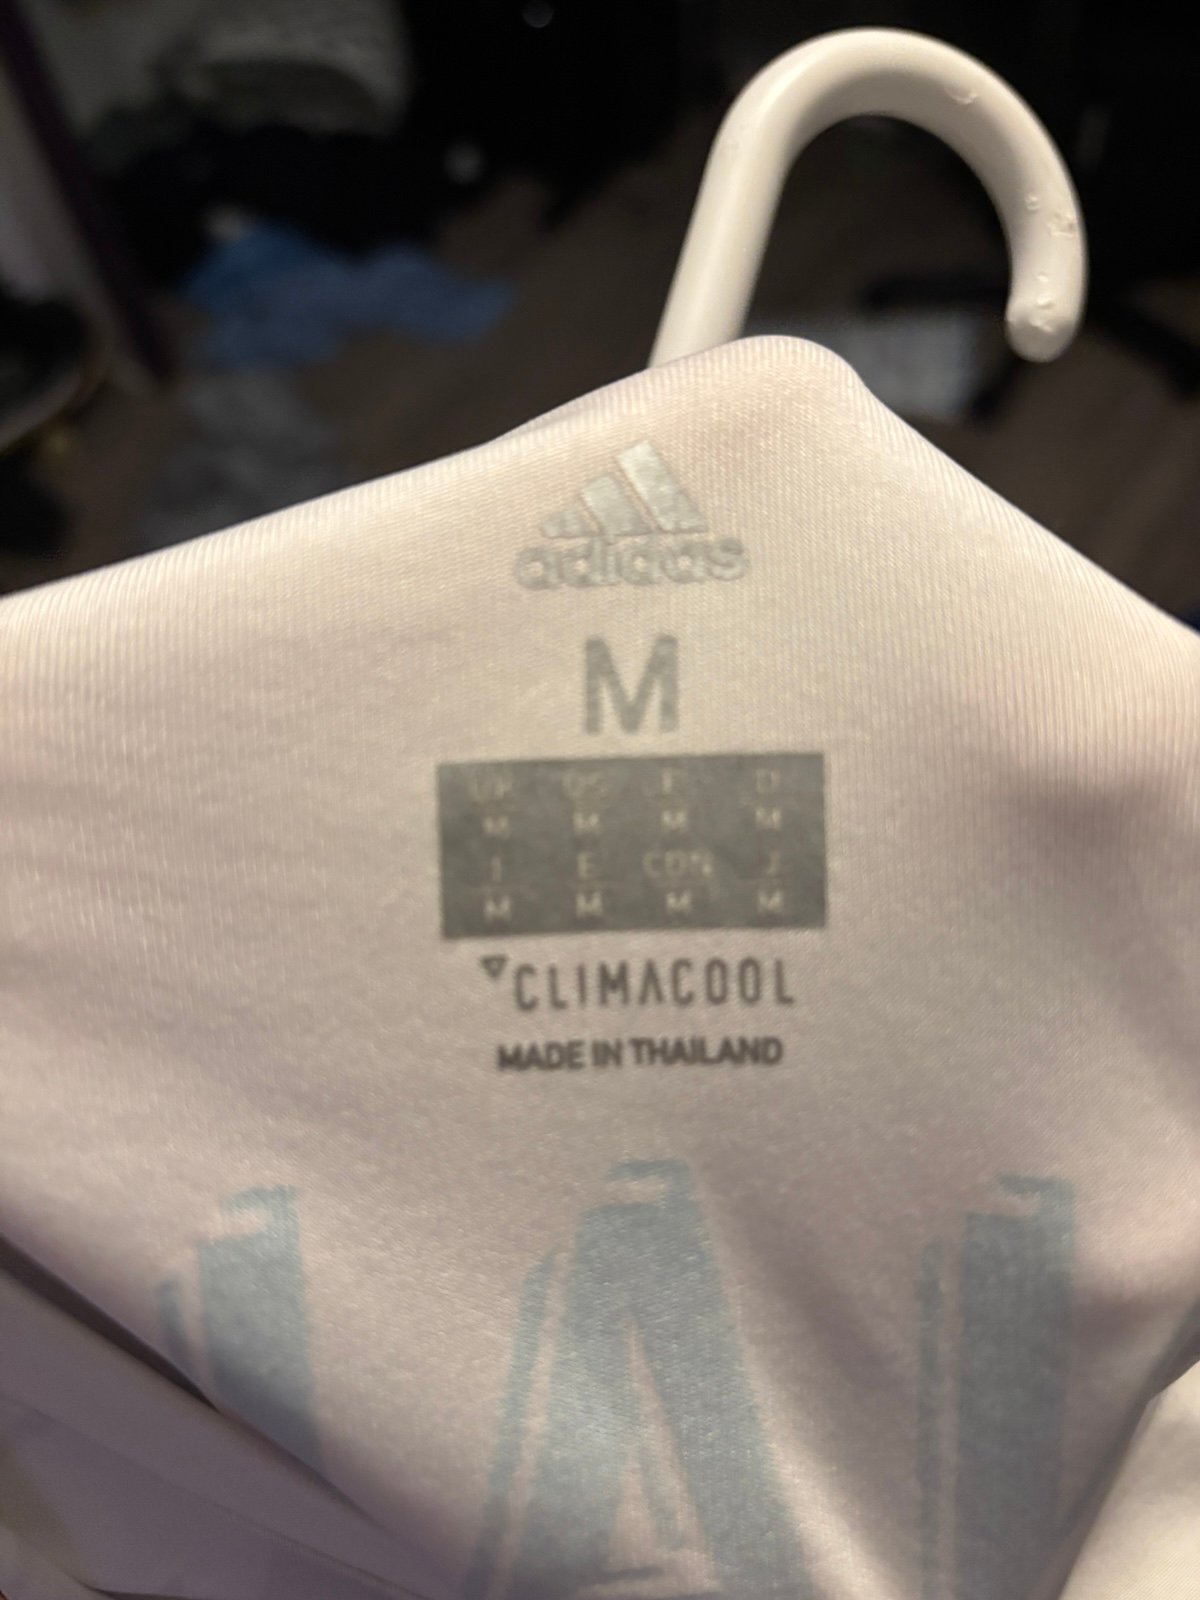 adidas
M
UK US F D
M M M M
I E CDN J
M M M M
CLIMACOOL
MADE IN THAILAND